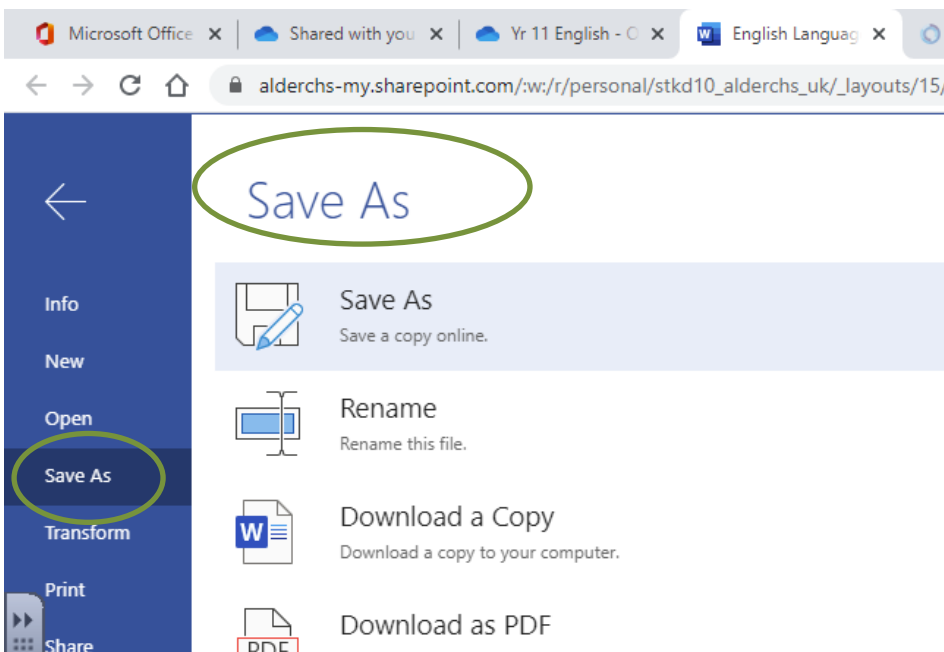 Microsoft Office
Shared with you
Yr 11 English - O
English Languag
alderchs-my.sharepoint.com/:w:/r/personal/stkd10_alderchs_uk/_layouts/15/
Save As
Info
New
Open
Save As
Transform
Print
Share
Save As
Save a copy online.
Rename
Rename this file.
W
Download a Copy
Download a copy to your computer.
PDF
Download as PDF